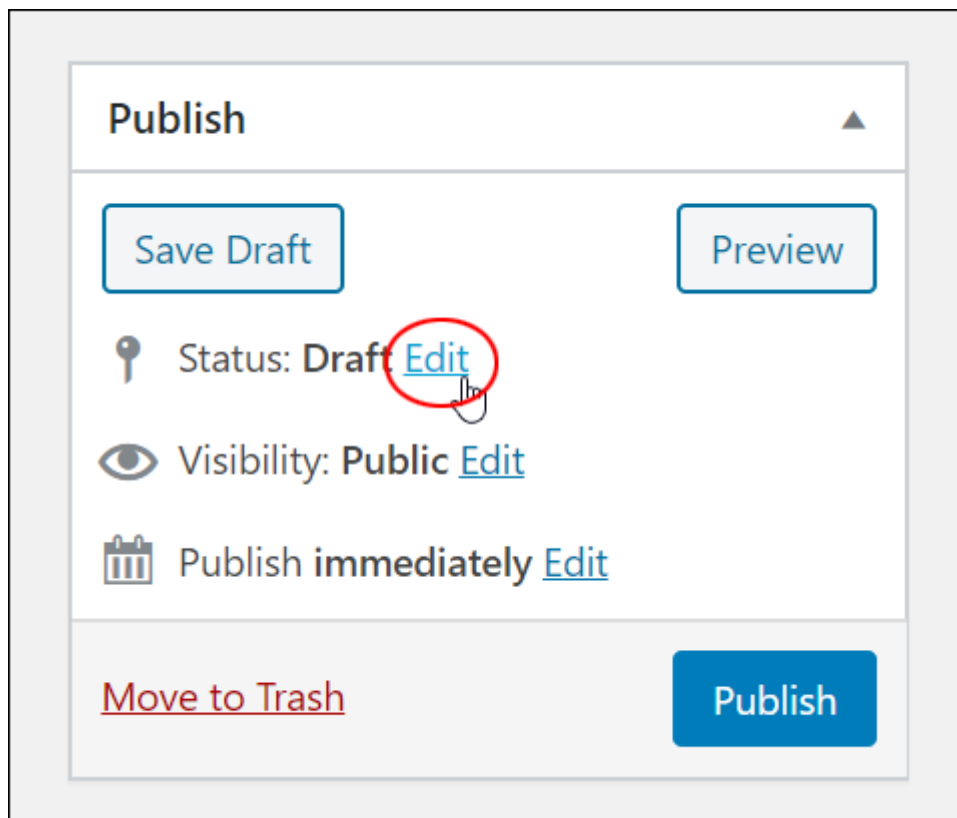 Publish
Save Draft Preview
Status: Draft Edit
Visibility: Public Edit
Publish immediately Edit
Move to Trash Publish